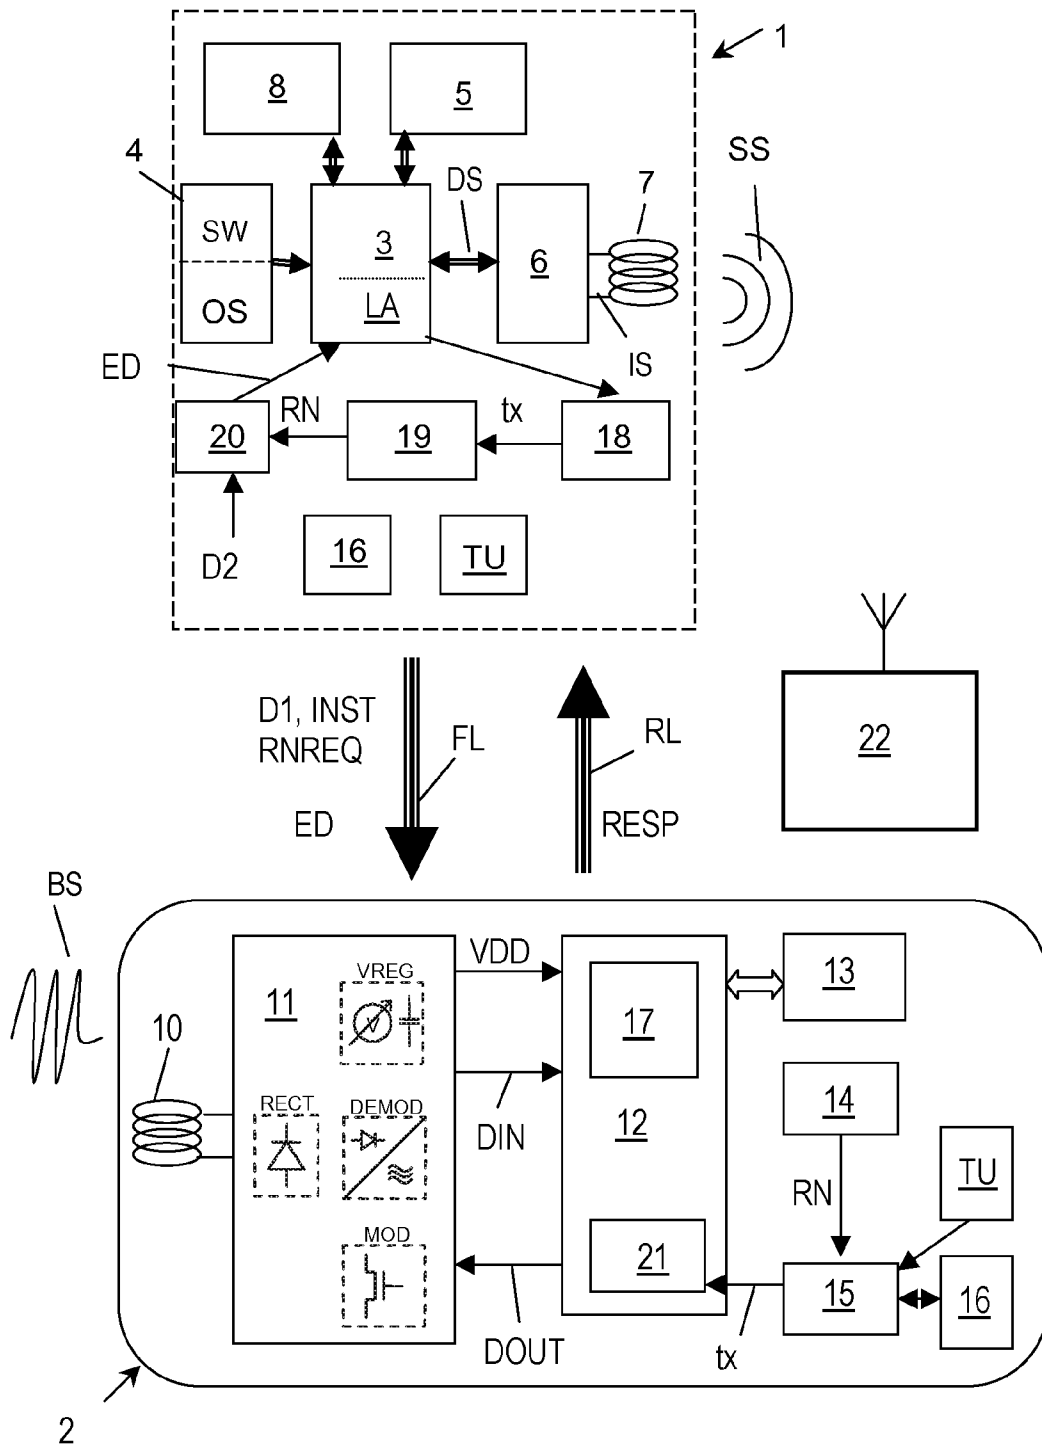 1
8
5
4
SW
OS
3
LA
DS
6
7
SS
IS
ED
RN
tx
20
19
18
D2
16
TU
D1, INST
RNREQ
FL
RL
ED
RESP
22
BS
10
11
VREG
V
RECT
DEMOD
MOD
VDD
DIN
DOUT
17
12
21
13
14
RN
TU
15
16
tx
2